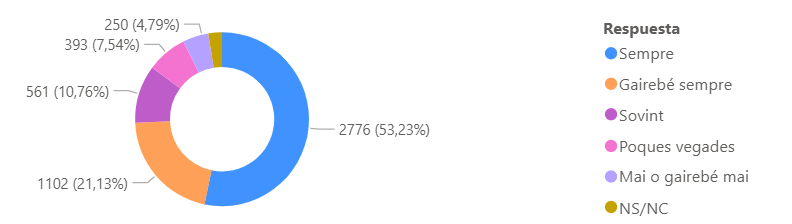 250 (4,79%)
393 (7,54%)
561 (10,76%)
1102 (21,13%)
2776 (53,23%)
Respuesta
Sempre
Gairebé sempre
Sovint
Poques vegades
Mai o gairebé mai
NS/NC